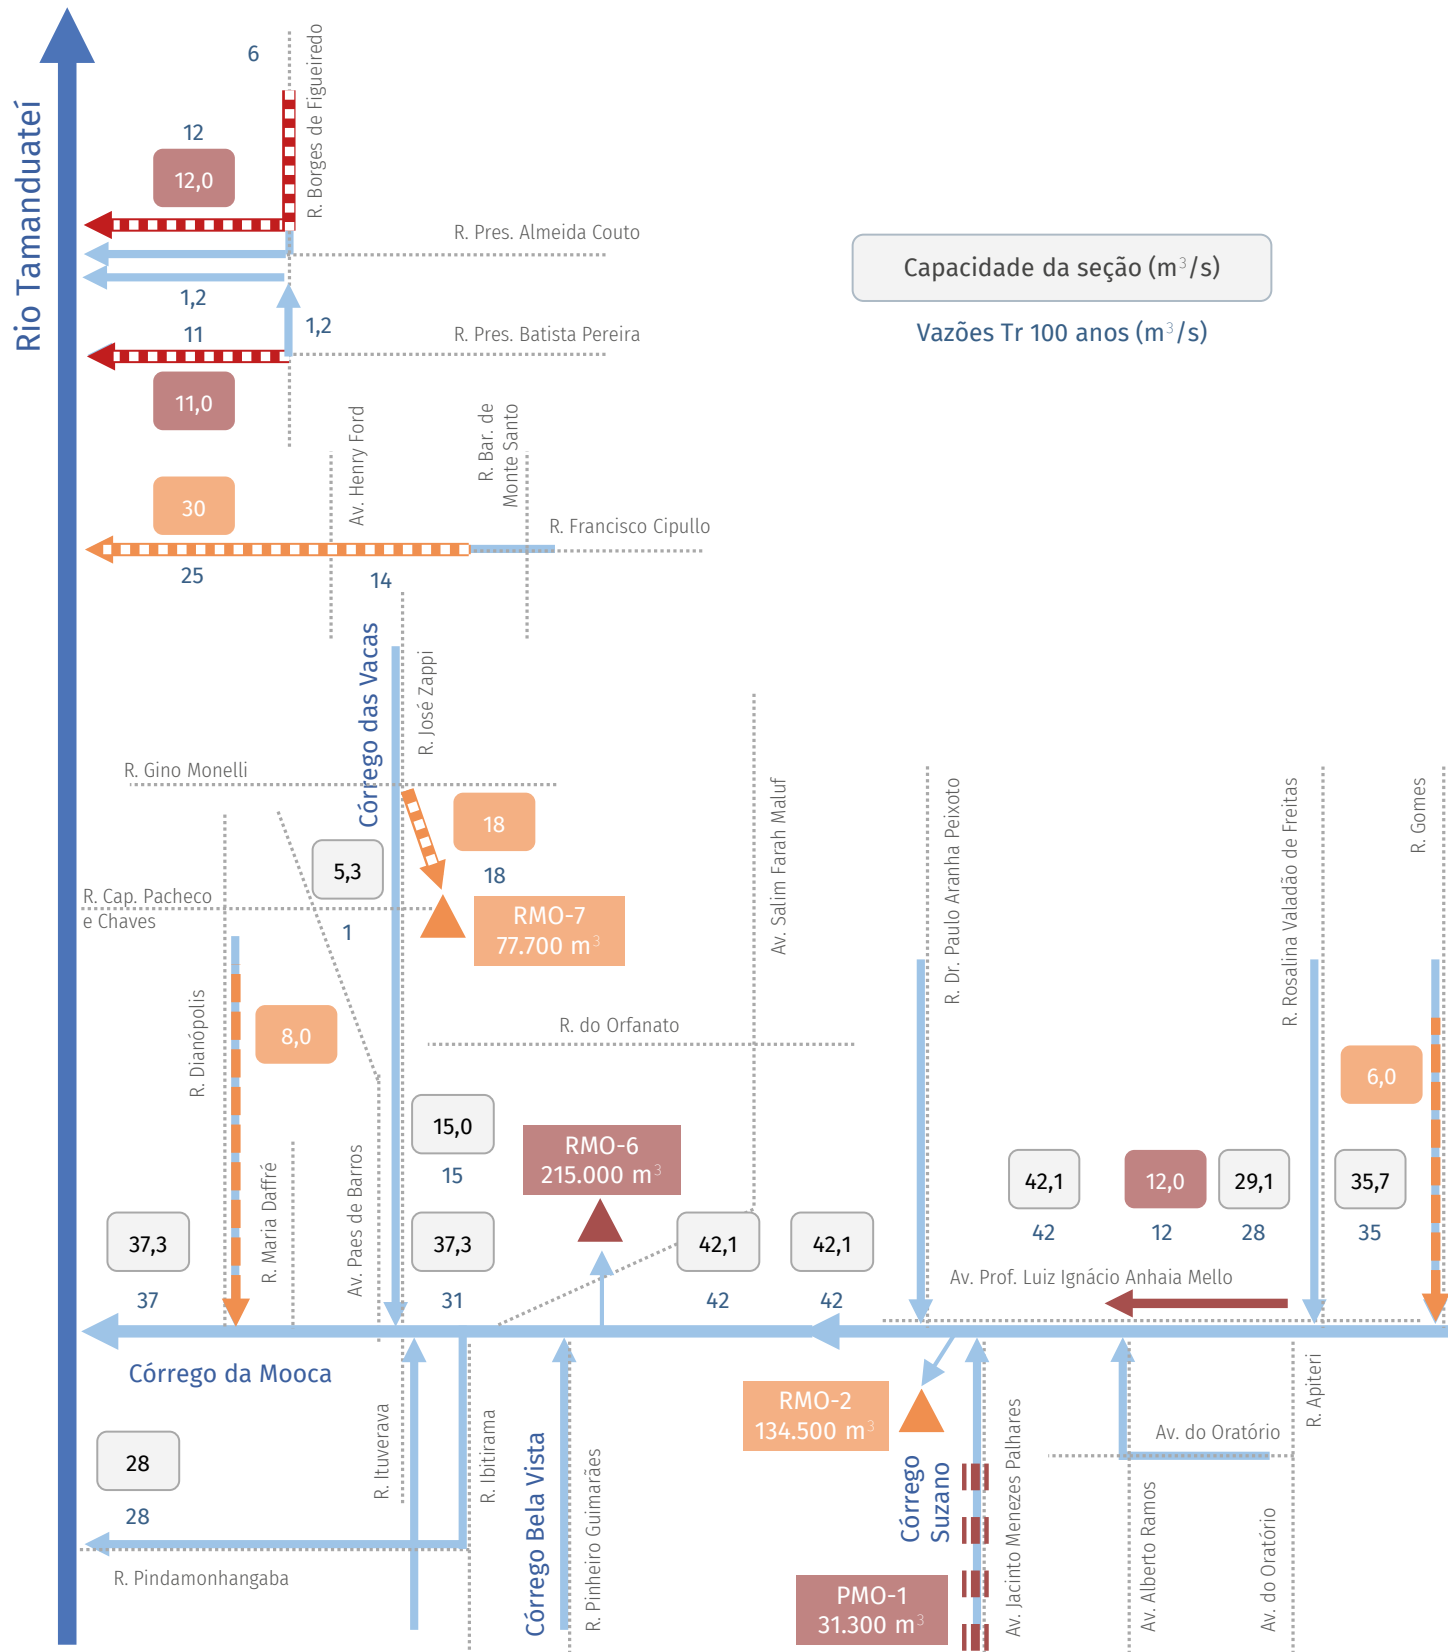 Rio Tamanduateí
6
R. Borges de Figueiredo
12
12,0
R. Pres. Almeida Couto
1,2
11
1,2
R. Pres. Batista Pereira
11,0
Capacidade da seção (m³/s)
Vazões Tr 100 anos (m³/s)
Av. Henry Ford
R. Bar. de
Monte Santo
30
R. Francisco Cipullo
25
14
Córrego das Vacas
R. José Zappi
R. Gino Monelli
18
18
5,3
R. Cap. Pacheco
e Chaves
1
RMO-7
77.700 m³
Av. Salim Farah Maluf
R. Dr. Paulo Aranha Peixoto
R. Rosalina Valadão de Freitas
R. Gomes
R. Dianópolis
8,0
R. do Orfanato
6,0
R. Maria Daffré
Av. Paes de Barros
15,0
15
RMO-6
215.000 m³
42,1
42
12,0
12
29,1
28
35,7
35
37,3
37
37,3
31
42,1
42
42,1
42
Av. Prof. Luiz Ignácio Anhaia Mello
Córrego da Mooca
RMO-2
134.500 m³
R. Apiteri
Av. do Oratório
28
28
R. Ituverava
R. Ibitirama
Córrego Bela Vista
R. Pinheiro Guimarães
Córrego
Suzano
Av. Jacinto Menezes Palhares
Av. Alberto Ramos
Av. do Oratório
R. Pindamonhangaba
PMO-1
31.300 m³